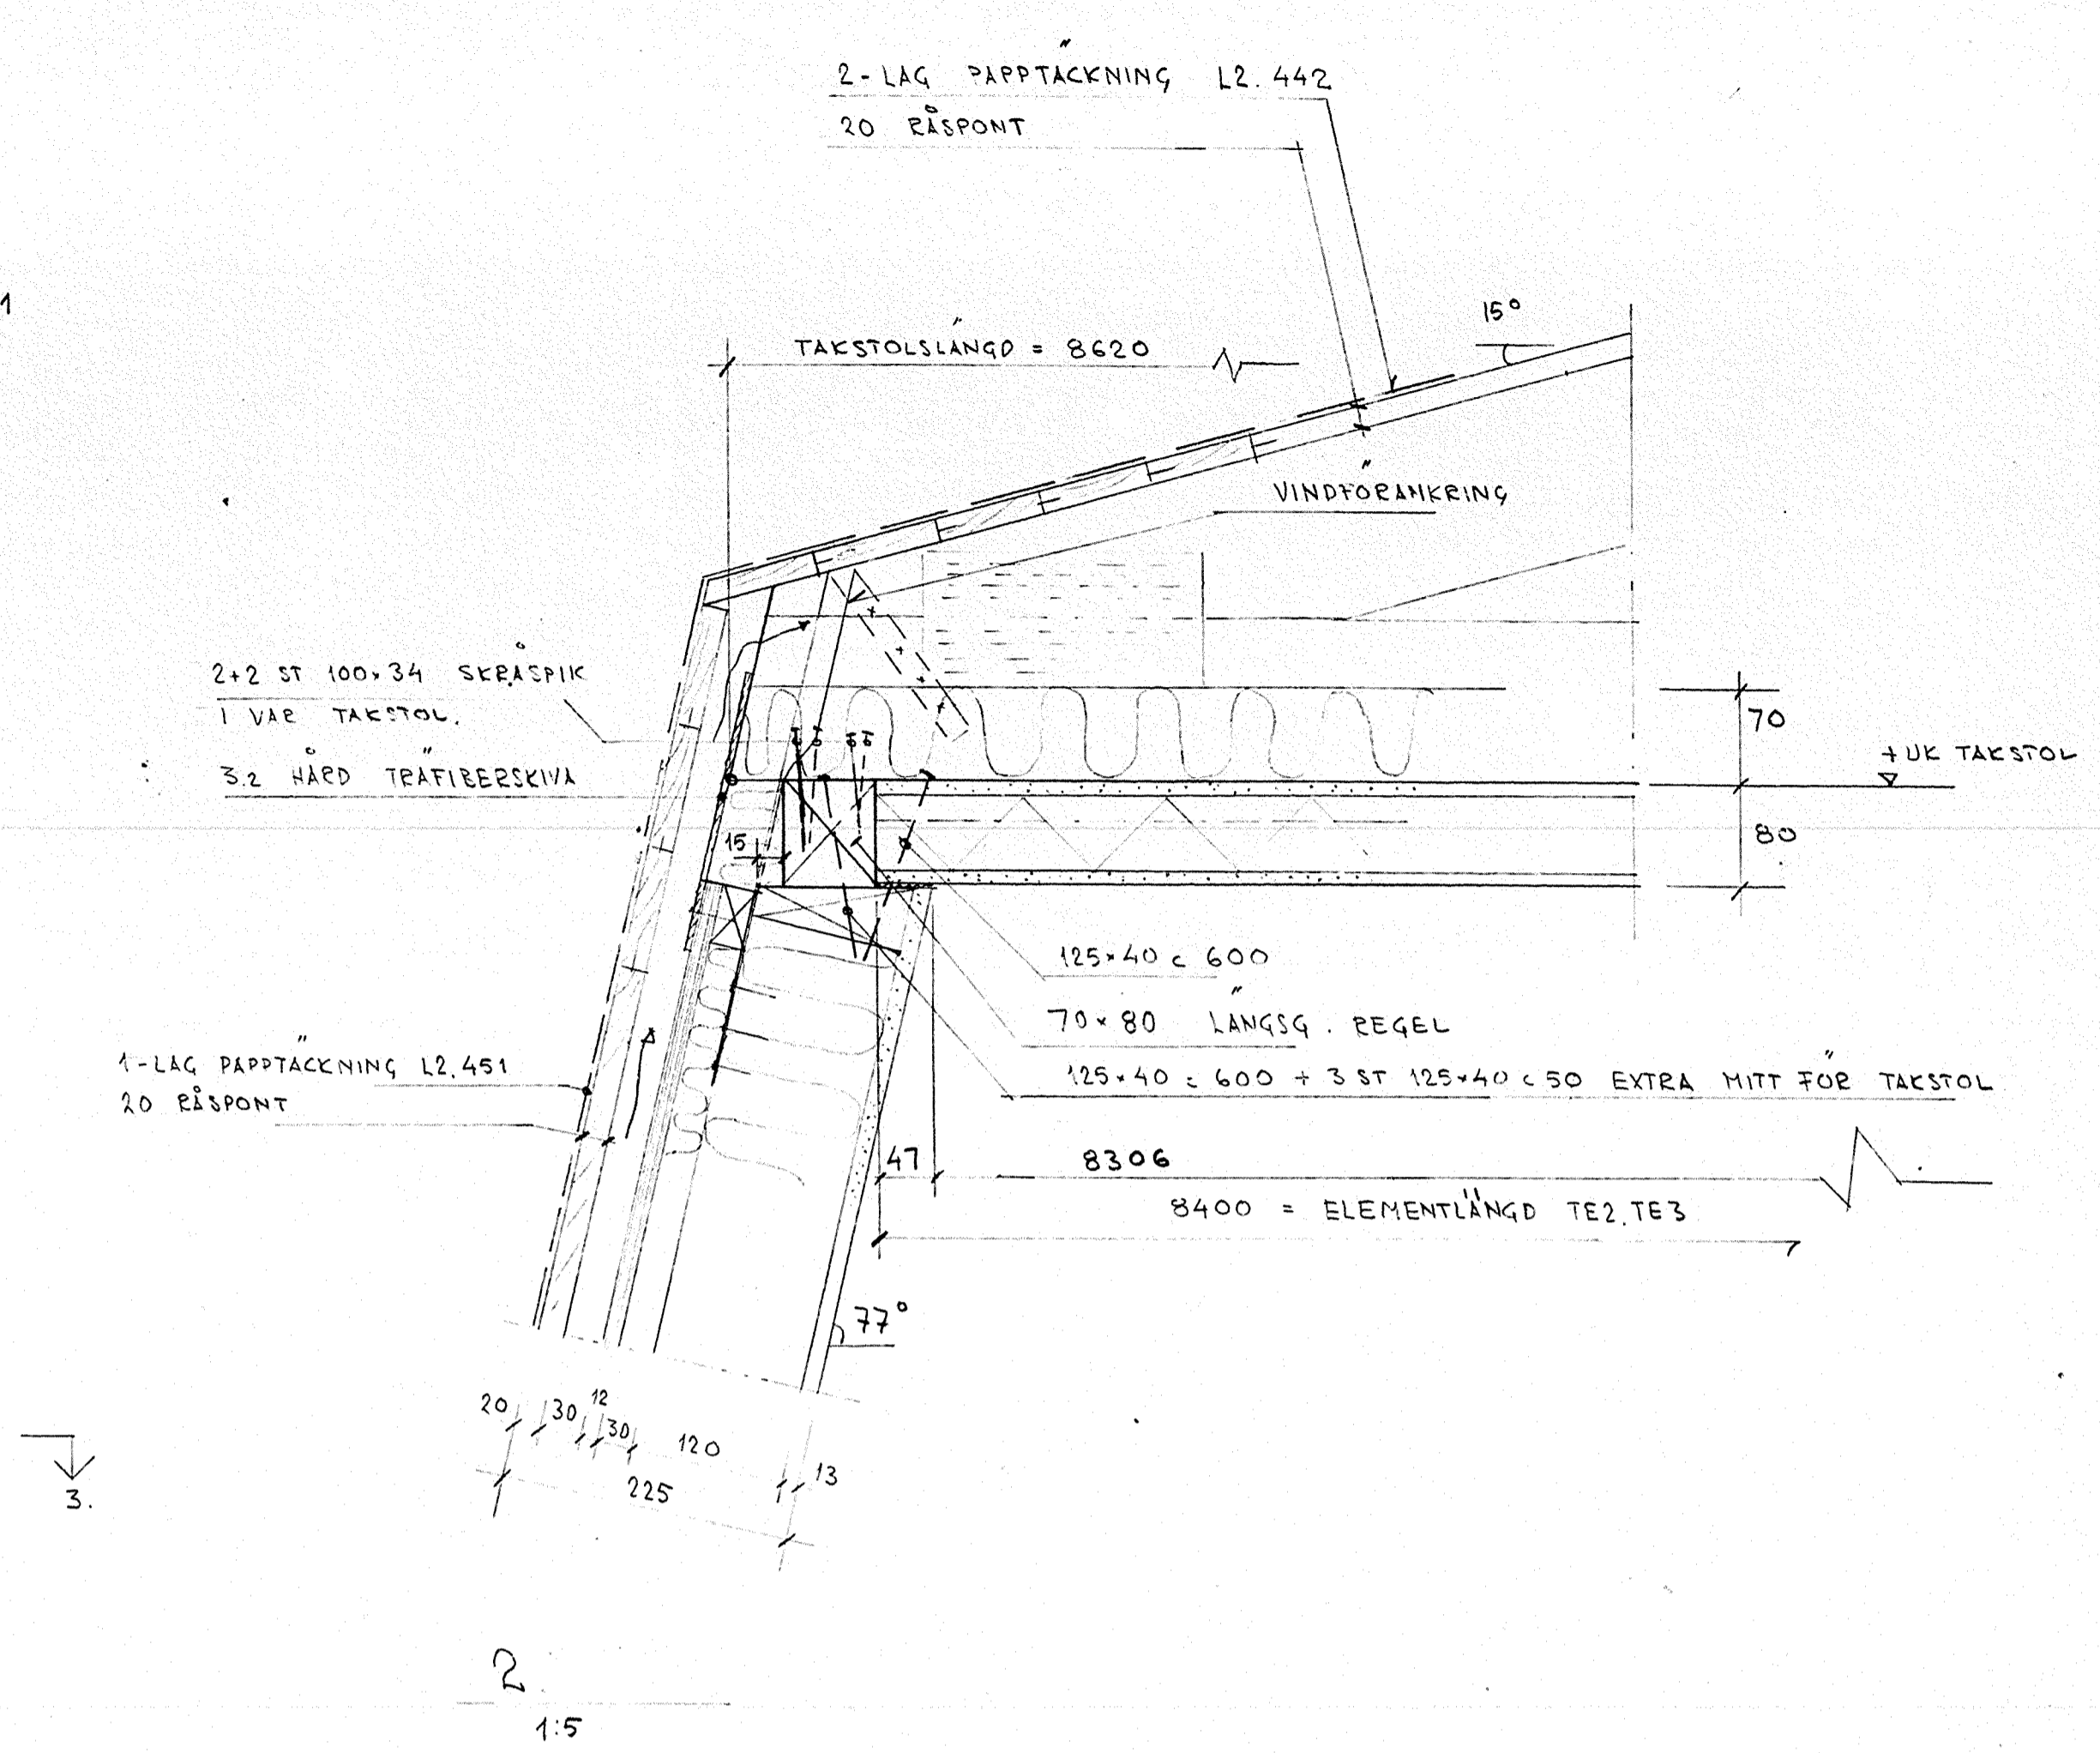 2-LAG PAPPTÄCKNING L2.442
20 RÅSPONT
1
15°
TAKSTOLSLÄNGD = 8620
VINDFÖRANKRING
2+2 ST 100×34 SKRÅSPIK
I VAR TAKSTOL.
3.2 HÅRD TRÄFIBERSKIVA
70
+ UK TAKSTOL
80
15
125×40 c 600
70×80 LÄNGSG. REGEL
125×40 c 600 + 3 ST 125×40 c 50 EXTRA MITT FÖR TAKSTOL
1-LAG PAPPTÄCKNING L2.451
20 RÅSPONT
47 8306
8400 = ELEMENTLÄNGD TE2.TE3
77°
20 30 12 30 120 13
225
3.
2
1:5